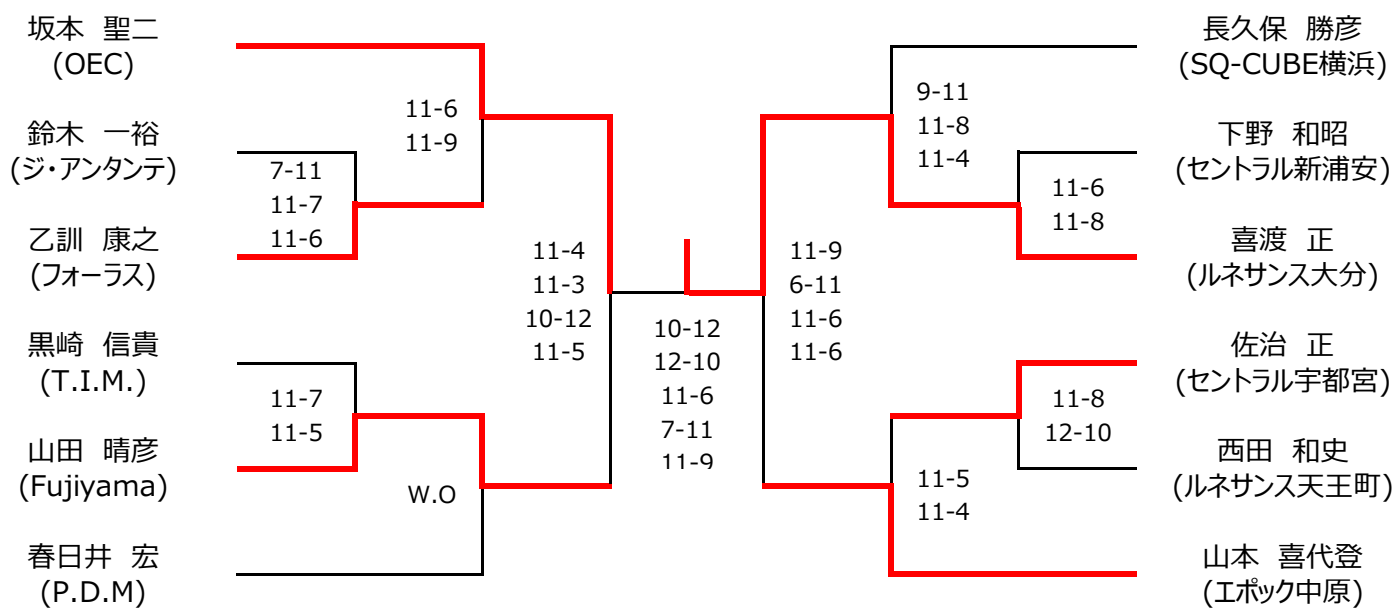 坂本 聖二
(OEC)
鈴木 一裕
(ジ・アンタンテ)
乙訓 康之
(フォーラス)
黒崎 信貴
(T.I.M.)
山田 晴彦
(Fujiyama)
春日井 宏
(P.D.M)
7-11
11-7
11-6
11-7
11-5
11-6
11-9
W.O
11-4
11-3
10-12
11-5
10-12
12-10
11-6
7-11
11-9
11-9
6-11
11-6
11-6
9-11
11-8
11-4
11-5
11-4
11-6
11-8
11-8
12-10
長久保 勝彦
(SQ-CUBE横浜)
下野 和昭
(セントラル新浦安)
喜渡 正
(ルネサンス大分)
佐治 正
(セントラル宇都宮)
西田 和史
(ルネサンス天王町)
山本 喜代登
(エポック中原)